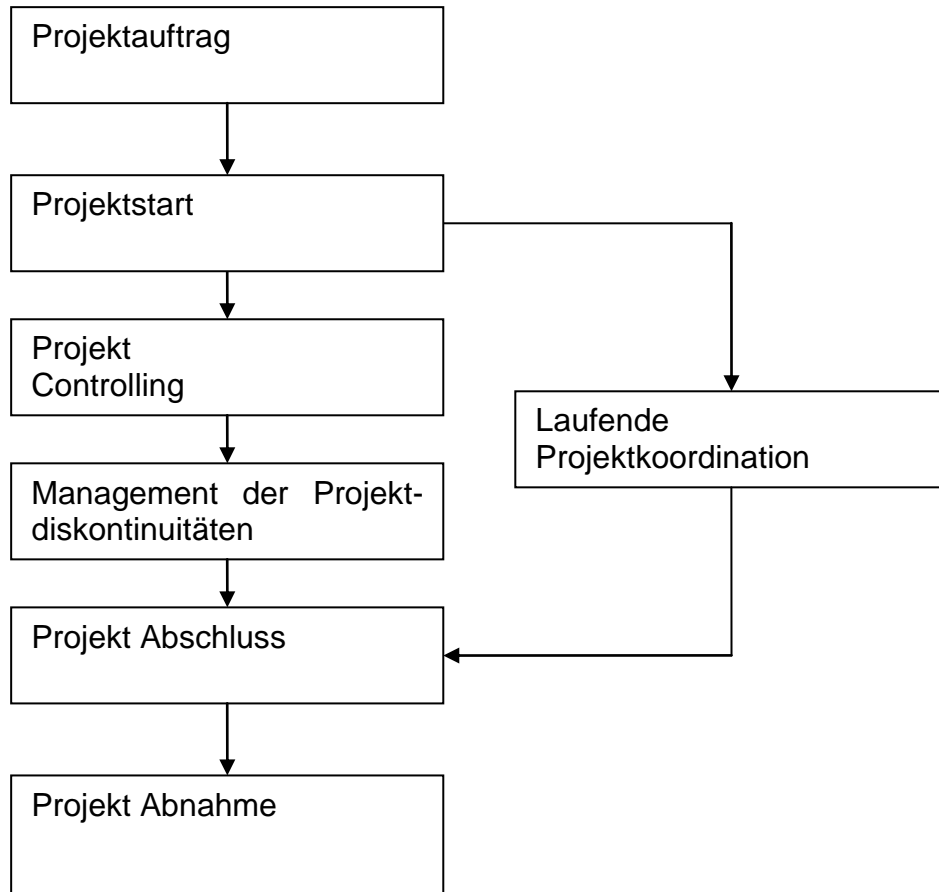 Projektauftrag
Projektstart
Projekt
Controlling
Laufende
Projektkoordination
Management der Projekt-
diskontinuitäten
Projekt Abschluss
Projekt Abnahme